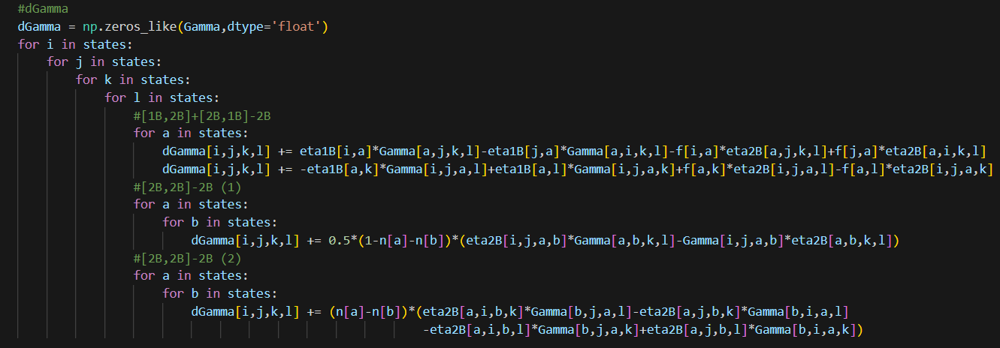 #dGamma
dGamma = np.zeros_like(Gamma,dtype='float')
for i in states:
    for j in states:
        for k in states:
            for l in states:
                #[1B,2B]+[2B,1B]-2B
                for a in states:
                    dGamma[i,j,k,l] += eta1B[i,a]*Gamma[a,j,k,l]-eta1B[j,a]*Gamma[a,i,k,l]-f[i,a]*eta2B[a,j,k,l]+f[j,a]*eta2B[a,i,k,l]
                    dGamma[i,j,k,l] += -eta1B[a,k]*Gamma[i,j,a,l]+eta1B[a,l]*Gamma[i,j,a,k]+f[a,k]*eta2B[i,j,a,l]-f[a,l]*eta2B[i,j,a,k]
                #[2B,2B]-2B (1)
                for a in states:
                    for b in states:
                        dGamma[i,j,k,l] += 0.5*(1-n[a]-n[b])*(eta2B[i,j,a,b]*Gamma[a,b,k,l]-Gamma[i,j,a,b]*eta2B[a,b,k,l])
                #[2B,2B]-2B (2)
                for a in states:
                    for b in states:
                        dGamma[i,j,k,l] += (n[a]-n[b])*(eta2B[a,i,b,k]*Gamma[b,j,a,l]-eta2B[a,j,b,k]*Gamma[b,i,a,l]
                                                        -eta2B[a,i,b,l]*Gamma[b,j,a,k]+eta2B[a,j,b,l]*Gamma[b,i,a,k])